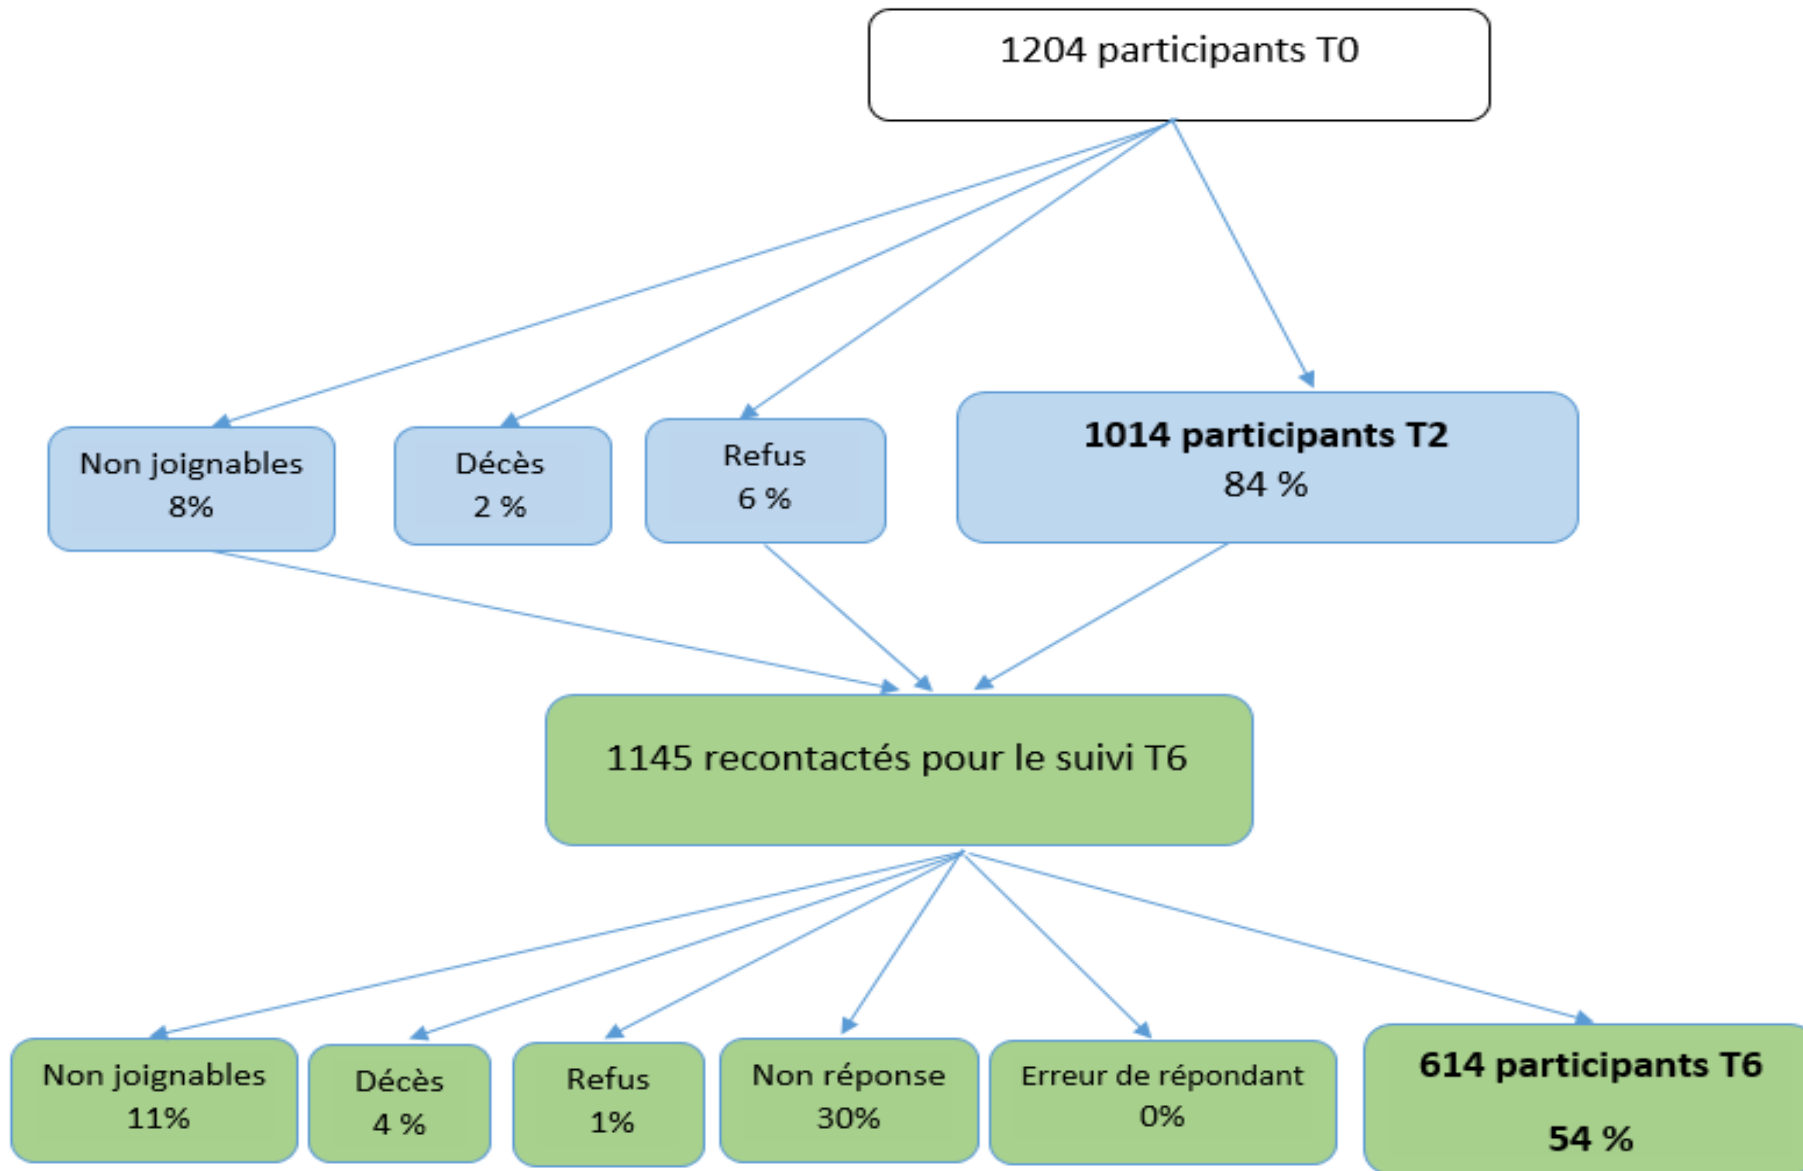 1204 participants T0
Non joignables
8%
Décès
2 %
Refus
6 %
1014 participants T2
84 %
1145 recontactés pour le suivi T6
Non joignables
11%
Décès
4 %
Refus
1%
Non réponse
30%
Erreur de répondant
0%
614 participants T6
54 %